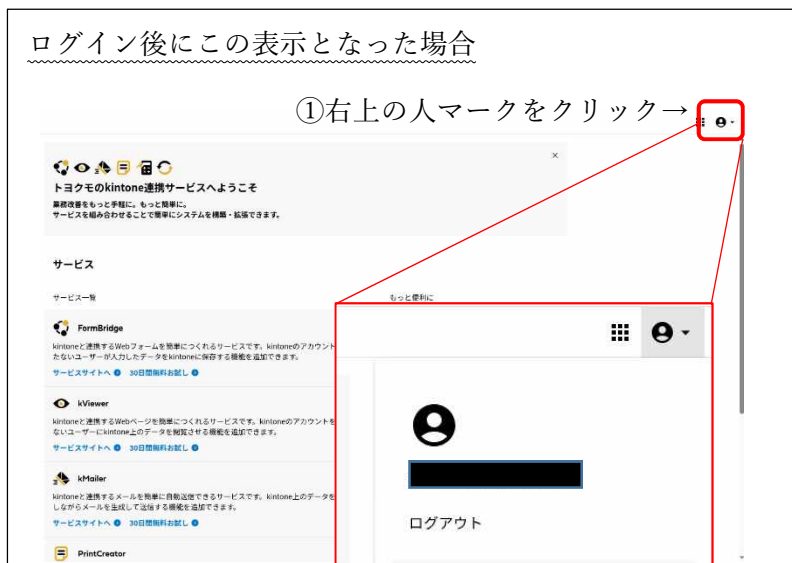 ログイン後にこの表示となった場合
①右上の人マークをクリック→
トヨクモのkintone連携サービスへようこそ
業務改善をもっと手軽に。もっと簡単に。
サービスを組み合わせることで簡単にシステムを構築・拡張できます。
サービス
サービス一覧
もっと便利に
FormBridge
kintoneと連携するWebフォームを簡単につくれるサービスです。kintoneのアカウント
たないユーザーが入力したデータをkintoneに保存する機能を追加できます。
サービスサイトへ 30日間無料お試し
kViewer
kintoneと連携するWebページを簡単につくれるサービスです。kintoneのアカウントを
ないユーザーにkintone上のデータを閲覧させる機能を追加できます。
サービスサイトへ 30日間無料お試し
kMailer
kintoneと連携するメールを簡単に自動送信できるサービスです。kintone上のデータを
しながらメールを生成して送信する機能を追加できます。
サービスサイトへ 30日間無料お試し
PrintCreator
ログアウト